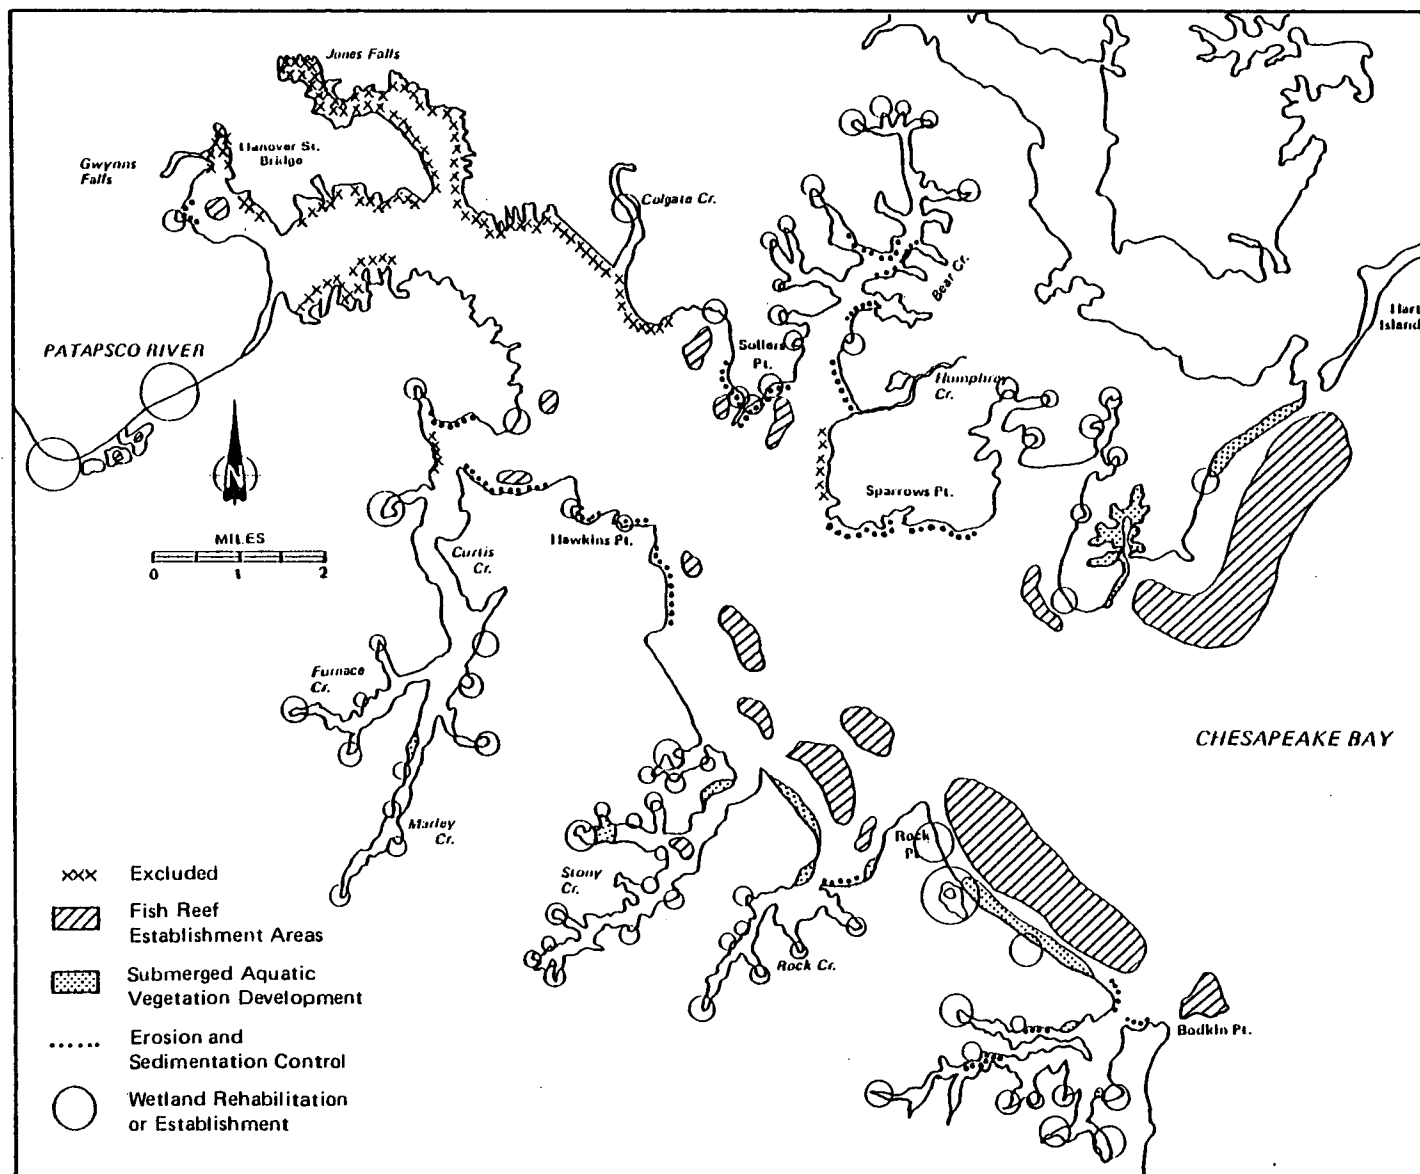 Jones Falls
Hanover St.
Bridge
Gwynns
Falls
Colgate Cr.
Bear Cr.
Hart
Island
PATAPSCO RIVER
Sollers
Pt.
Humphrey
Cr.
N
MILES
0 1 2
Sparrows Pt.
Hawkins Pt.
Curtis
Cr.
Furnace
Cr.
CHESAPEAKE BAY
Marley
Cr.
Rock
Pt.
Stony
Cr.
Rock Cr.
Bodkin Pt.
xxx Excluded
Fish Reef
Establishment Areas
Submerged Aquatic
Vegetation Development
Erosion and
Sedimentation Control
Wetland Rehabilitation
or Establishment